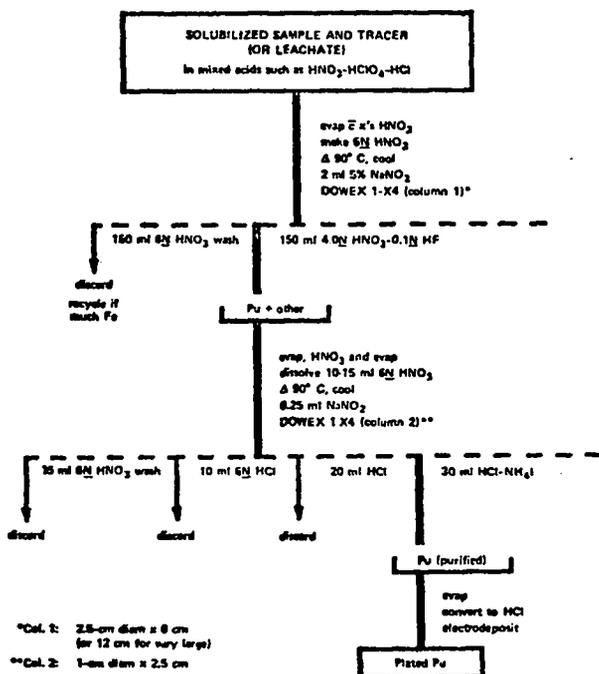 SOLUBILIZED SAMPLE AND TRACER
(OR LEACHATE)
In mixed acids such as HNO₃-HClO₄-HCl
evap c̅ x's HNO₃
make 6N HNO₃
Δ 90° C, cool
2 ml 5% NaNO₂
DOWEX 1-X4 (column 1)*
150 ml 6N HNO₃ wash
150 ml 4.0N HNO₃-0.1N HF
discard
recycle if
much Fe
Pu + other
evap, HNO₃ and evap
dissolve 10-15 ml 6N HNO₃
Δ 90° C, cool
0.25 ml NaNO₂
DOWEX 1 X4 (column 2)**
35 ml 6N HNO₃ wash
10 ml 6N HCl
20 ml HCl
30 ml HCl-NH₄I
discard
discard
discard
Pu (purified)
evap
convert to HCl
electrodeposit
*Col. 1: 2.5-cm diam x 6 cm
(or 12 cm for very large)
**Col. 2: 1-cm diam x 2.5 cm
Plated Pu